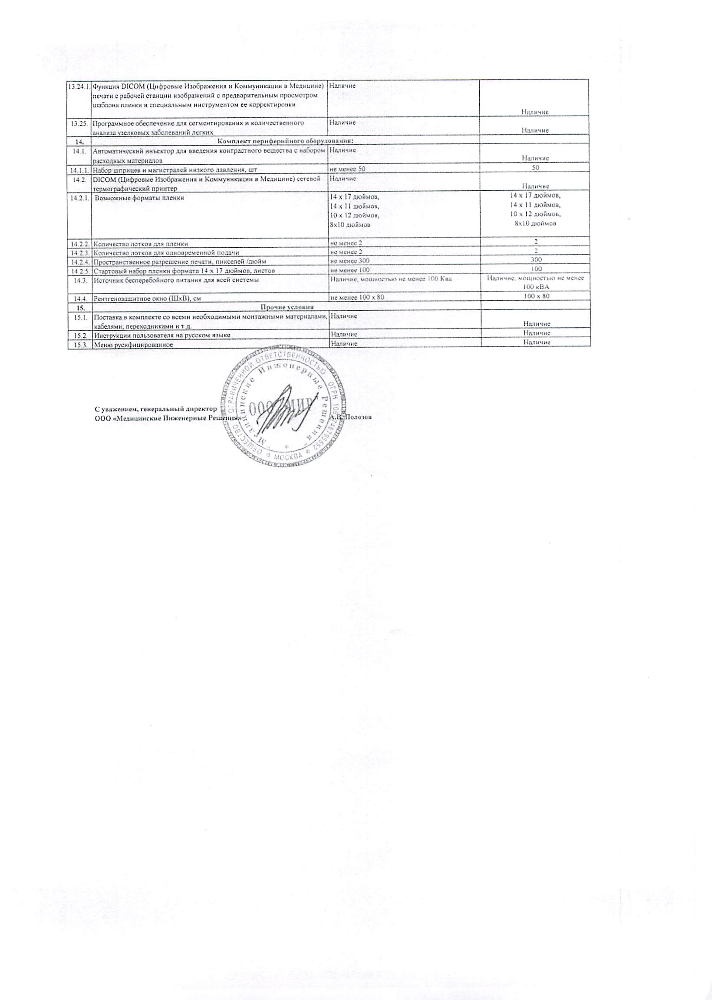 13.24.1. Функция DICOM (Цифровые Изображения и Коммуникации в Медицине) Наличие
печати с рабочей станции изображений с предварительным просмотром
шаблона пленки и специальным инструментом ее корректировки
Наличие
13.25. Программное обеспечение для сегментирования и количественного Наличие
анализа узелковых заболеваний легких Наличие
14. Комплект периферийного оборудования:
14.1. Автоматический инъектор для введения контрастного вещества с набором Наличие
расходных материалов Наличие
14.1.1. Набор шприцев и магистралей низкого давления, шт не менее 50 50
14.2. DICOM (Цифровые Изображения и Коммуникации в Медицине) сетевой Наличие
термографический принтер Наличие
14.2.1. Возможные форматы пленки 14 х 17 дюймов, 14 х 17 дюймов,
14 х 11 дюймов, 14 х 11 дюймов,
10 х 12 дюймов, 10 х 12 дюймов,
8х10 дюймов 8х10 дюймов
14.2.2. Количество лотков для пленки не менее 2 2
14.2.3. Количество лотков для одновременной подачи не менее 2 2
14.2.4. Пространственное разрешение печати, пикселей /дюйм не менее 300 300
14.2.5. Стартовый набор пленки формата 14 х 17 дюймов, листов не менее 100 100
14.3. Источник бесперебойного питания для всей системы Наличие, мощностью не менее 100 Ква Наличие, мощностью не менее
100 кВА
14.4. Рентгенозащитное окно (ШхВ), см не менее 100 х 80 100 х 80
15. Прочие условия
15.1. Поставка в комплекте со всеми необходимыми монтажными материалами, Наличие
кабелями, переходниками и т.д. Наличие
15.2. Инструкции пользователя на русском языке Наличие Наличие
15.3. Меню русифицированное Наличие Наличие
С уважением, генеральный директор
ООО «Медицинские Инженерные Решения» А.В. Полозов
ОБЩЕСТВО С ОГРАНИЧЕННОЙ ОТВЕТСТВЕННОСТЬЮ ОГРН
* МОСКВА *
"Медицинские Инженерные Решения"
*
ООО МИР